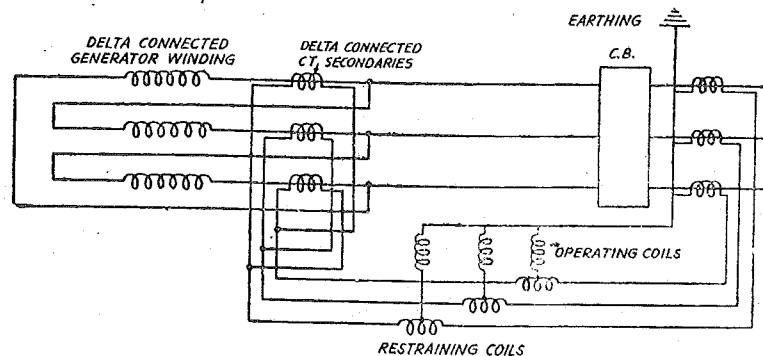 EARTHING
DELTA CONNECTED
GENERATOR WINDING
DELTA CONNECTED
CT, SECONDARIES
C.B.
OPERATING COILS
RESTRAINING COILS